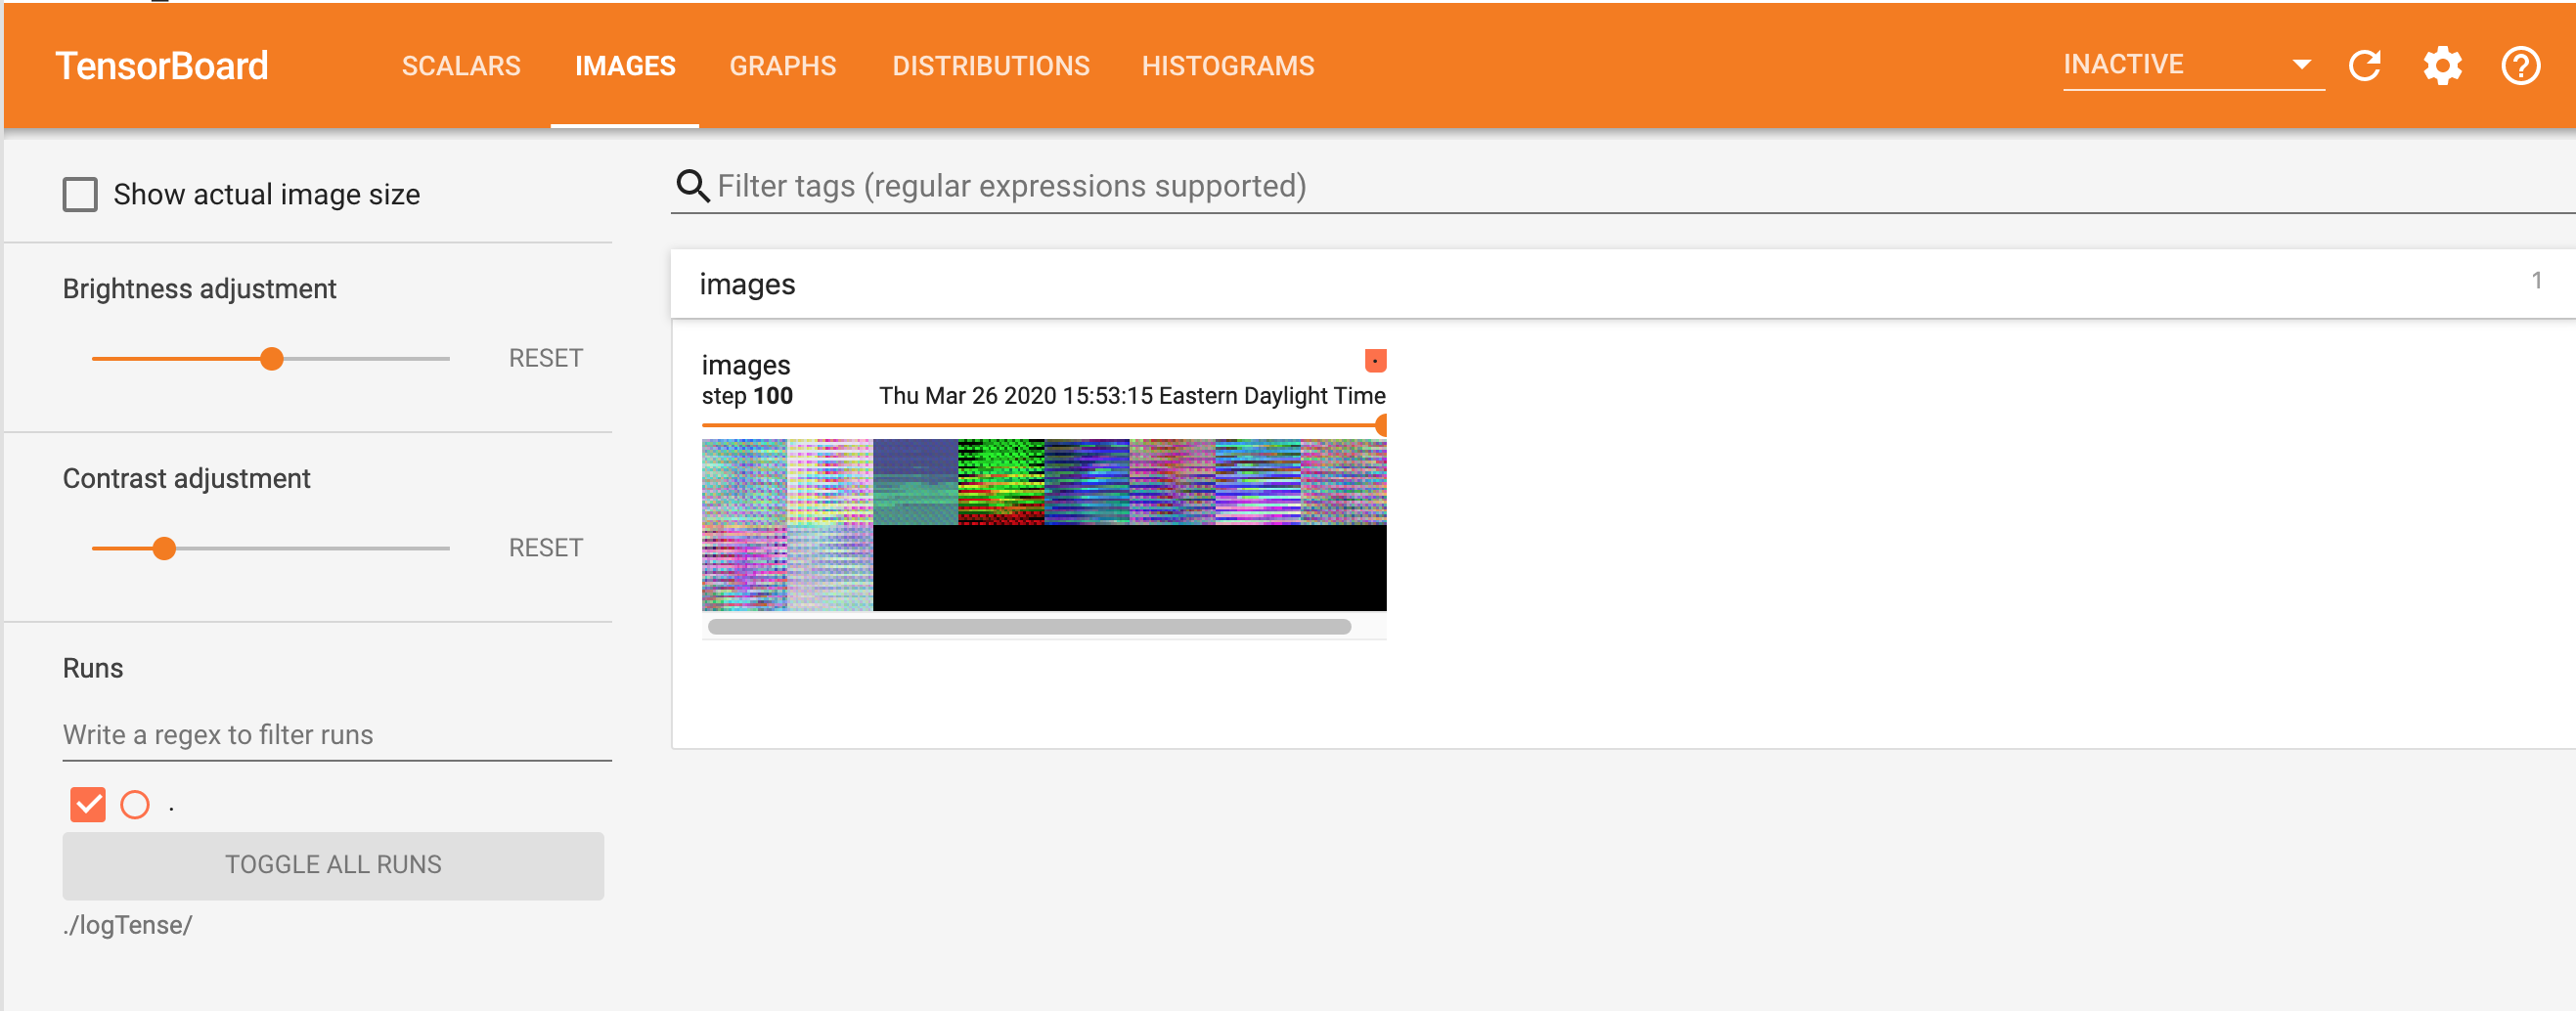 TensorBoard SCALARS IMAGES GRAPHS DISTRIBUTIONS HISTOGRAMS INACTIVE
Show actual image size
Brightness adjustment
RESET
Contrast adjustment
RESET
Runs
Write a regex to filter runs
.
TOGGLE ALL RUNS
./logTense/
Filter tags (regular expressions supported)
images 1
images .
step 100 Thu Mar 26 2020 15:53:15 Eastern Daylight Time